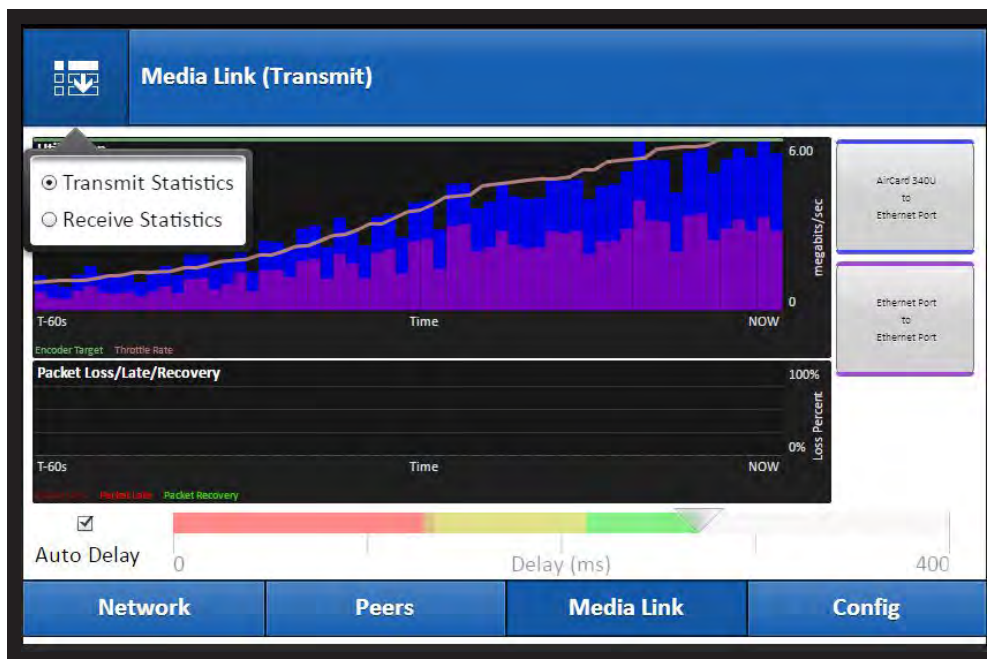 Media Link (Transmit)
Transmit Statistics
Receive Statistics
6.00
megabits/sec
0
T-60s
Time
NOW
Encoder Target Throttle Rate
AirCard 340U
to
Ethernet Port
Ethernet Port
to
Ethernet Port
Packet Loss/Late/Recovery
100%
Loss Percent
0%
T-60s
Time
NOW
Packet Late Packet Recovery
Auto Delay
0
Delay (ms)
400
Network
Peers
Media Link
Config